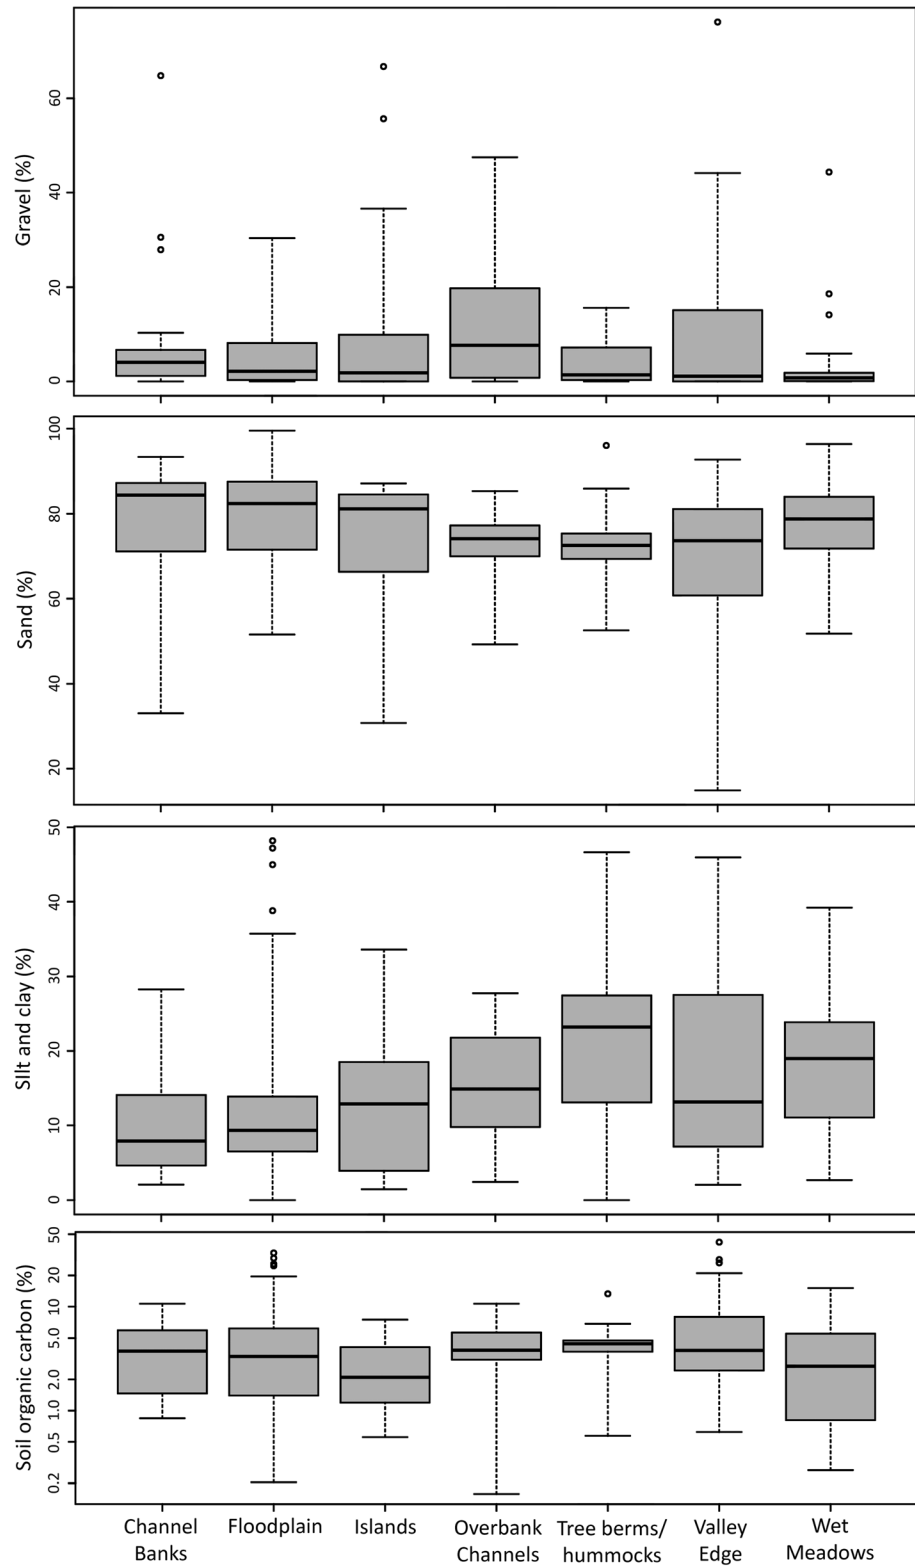 Gravel (%)
60
40
20
0
Sand (%)
100
80
60
40
20
SIlt and clay (%)
50
40
30
20
10
0
Soil organic carbon (%)
50
20
10.0
5.0
2.0
1.0
0.5
0.2
Channel
Banks
Floodplain
Islands
Overbank
Channels
Tree berms/
hummocks
Valley
Edge
Wet
Meadows